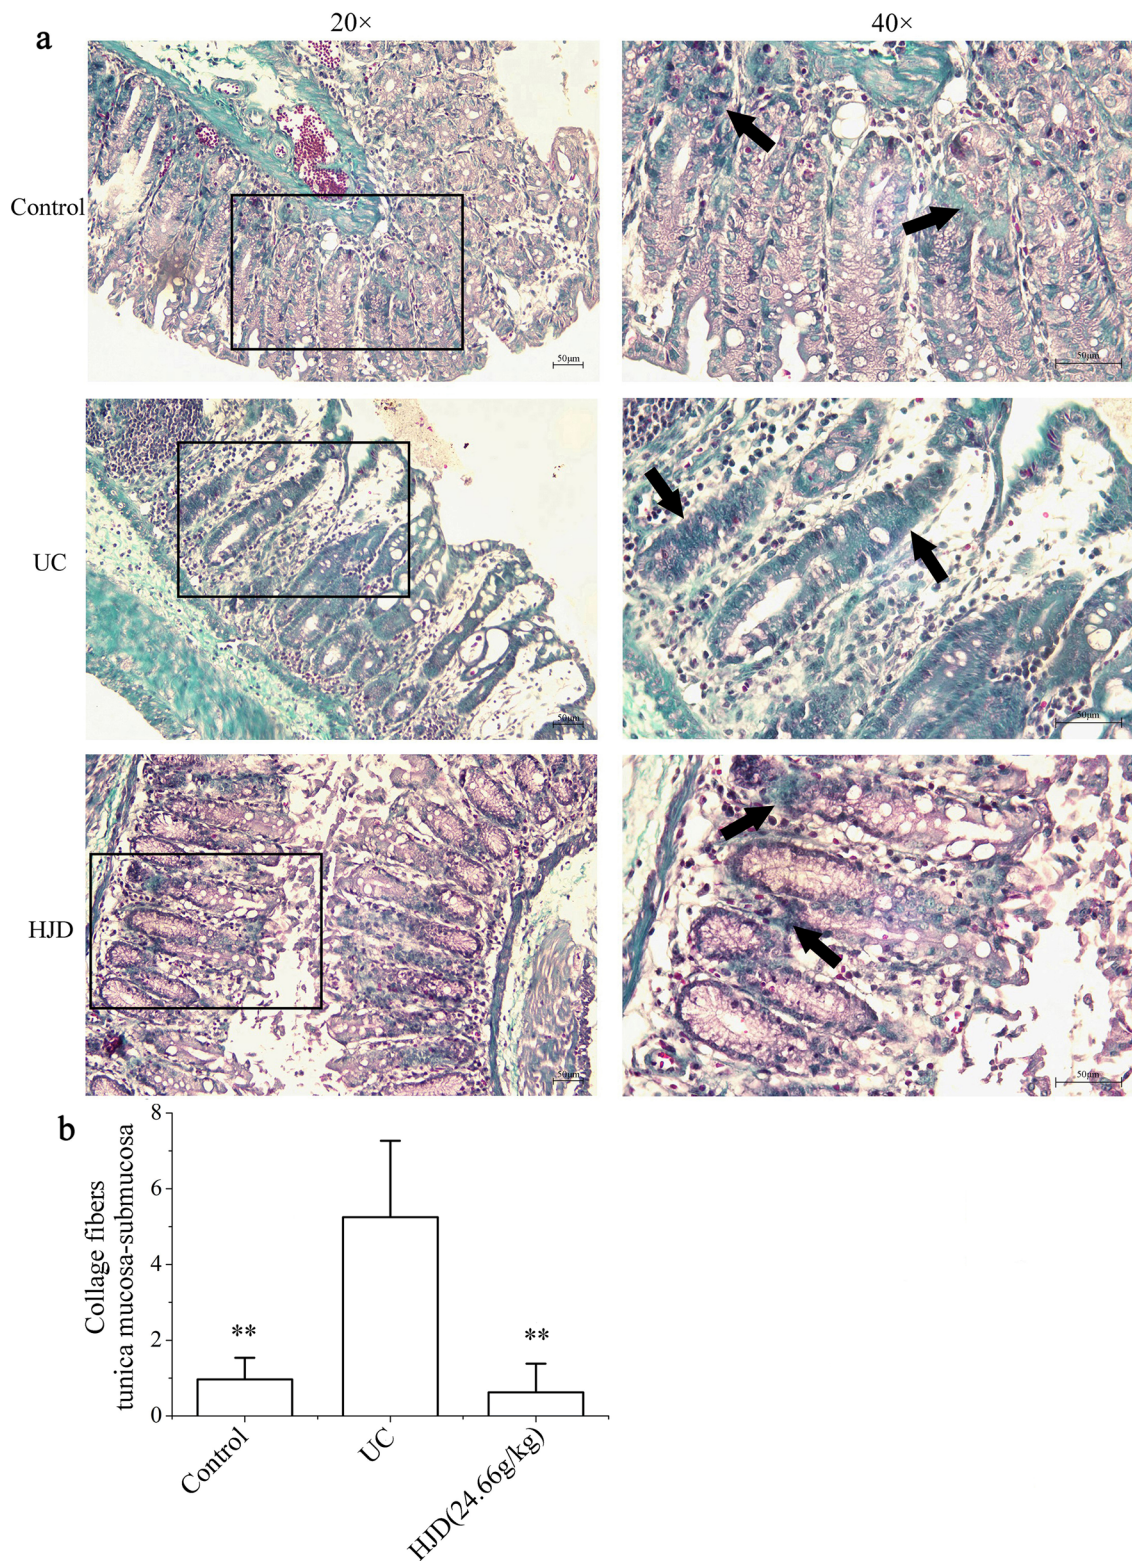 a
20×
40×
Control
50μm
50μm
UC
50μm
50μm
HJD
50μm
50μm
b
Collage fibers
tunica mucosa-submucosa
8
6
4
2
0
**
**
Control
UC
HJD(24.66g/kg)